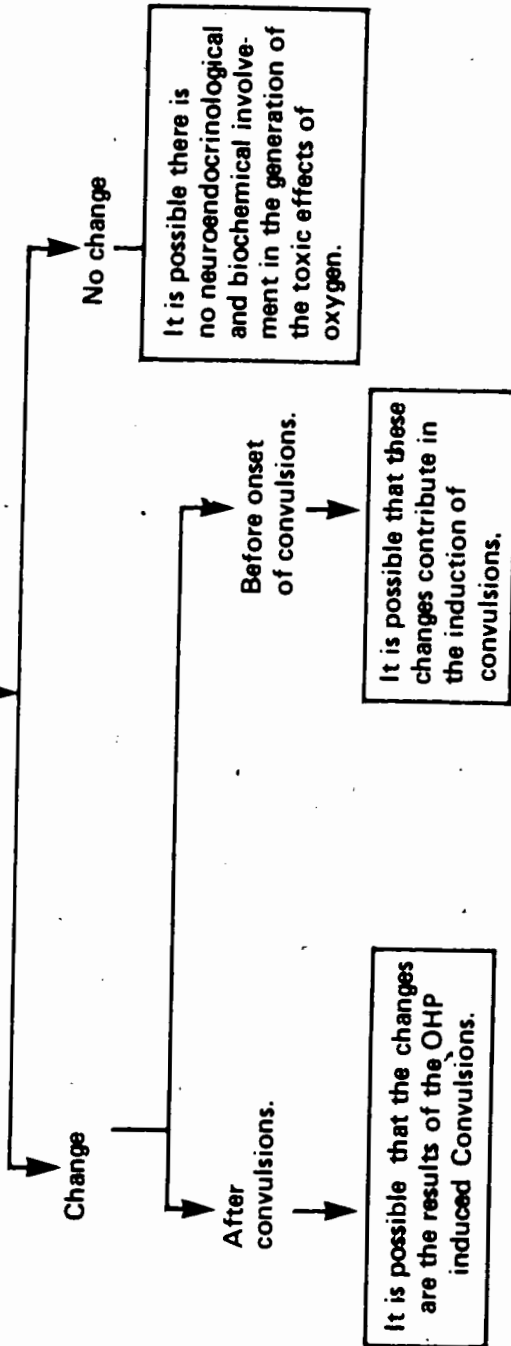 Change
No change
It is possible there is
no neuroendocrinological
and biochemical involve-
ment in the generation of
the toxic effects of
oxygen.
After
convulsions.
Before onset
of convulsions.
It is possible that the changes
are the results of the OHP
induced Convulsions.
It is possible that these
changes contribute in
the induction of
convulsions.